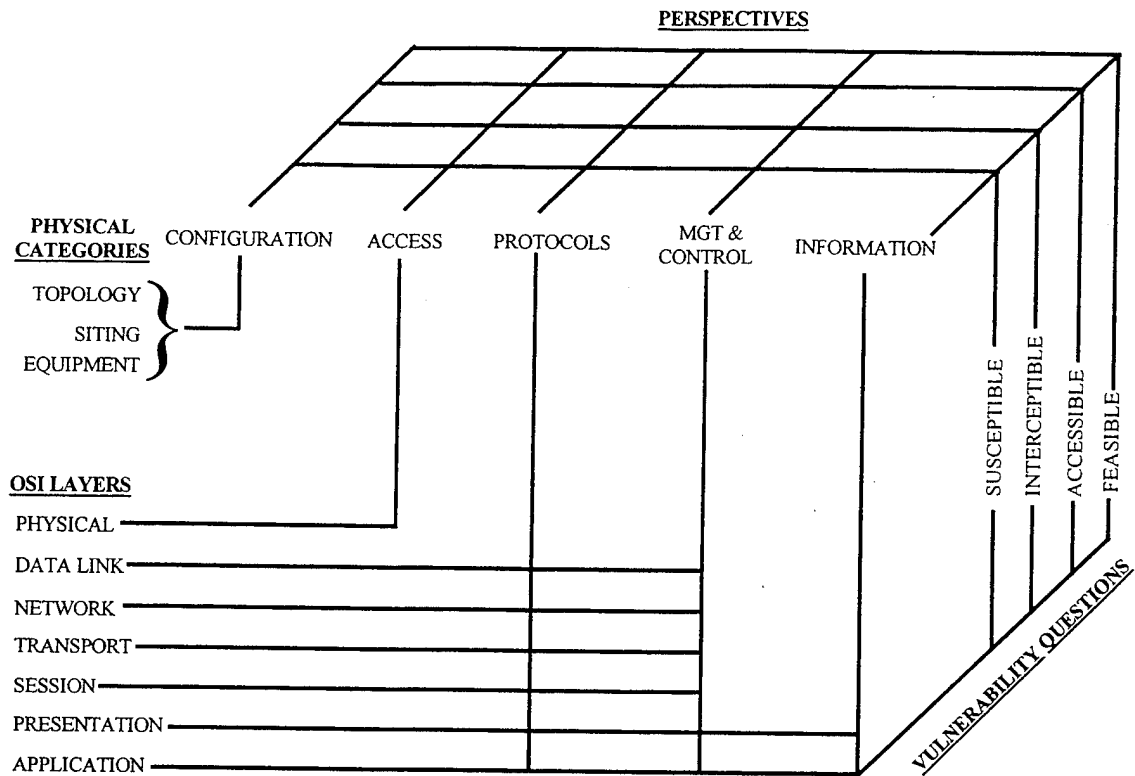 PERSPECTIVES
PHYSICAL
CATEGORIES
CONFIGURATION
ACCESS
PROTOCOLS
MGT &
CONTROL
INFORMATION
TOPOLOGY
SITING
EQUIPMENT
SUSCEPTIBLE
INTERCEPTIBLE
ACCESSIBLE
FEASIBLE
OSI LAYERS
PHYSICAL
DATA LINK
NETWORK
TRANSPORT
SESSION
PRESENTATION
APPLICATION
VULNERABILITY QUESTIONS